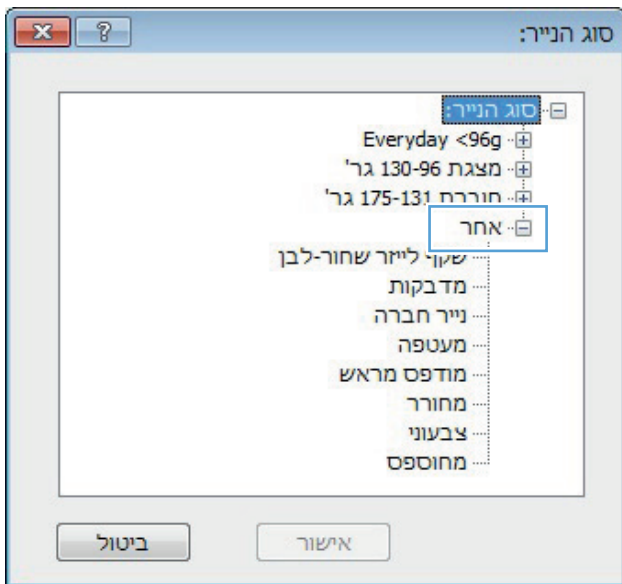 סוג הנייר:
סוג הנייר:
Everyday <96g
מצגת 130-96 גר'
חוברת 175-131 גר'
אחר
שקף לייזר שחור-לבן
מדבקות
נייר חברה
מעטפה
מודפס מראש
מחורר
צבעוני
מחוספס
אישור
ביטול